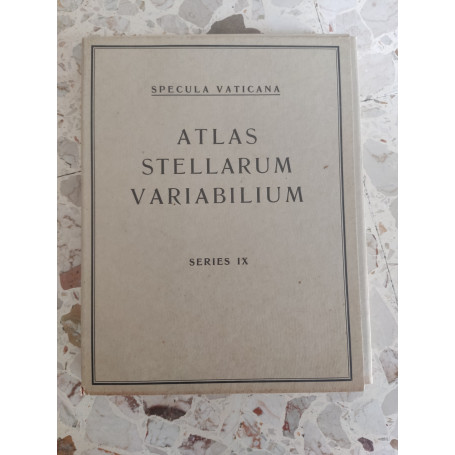 SPECULA VATICANA
ATLAS
STELLARUM
VARIABILIUM
SERIES IX